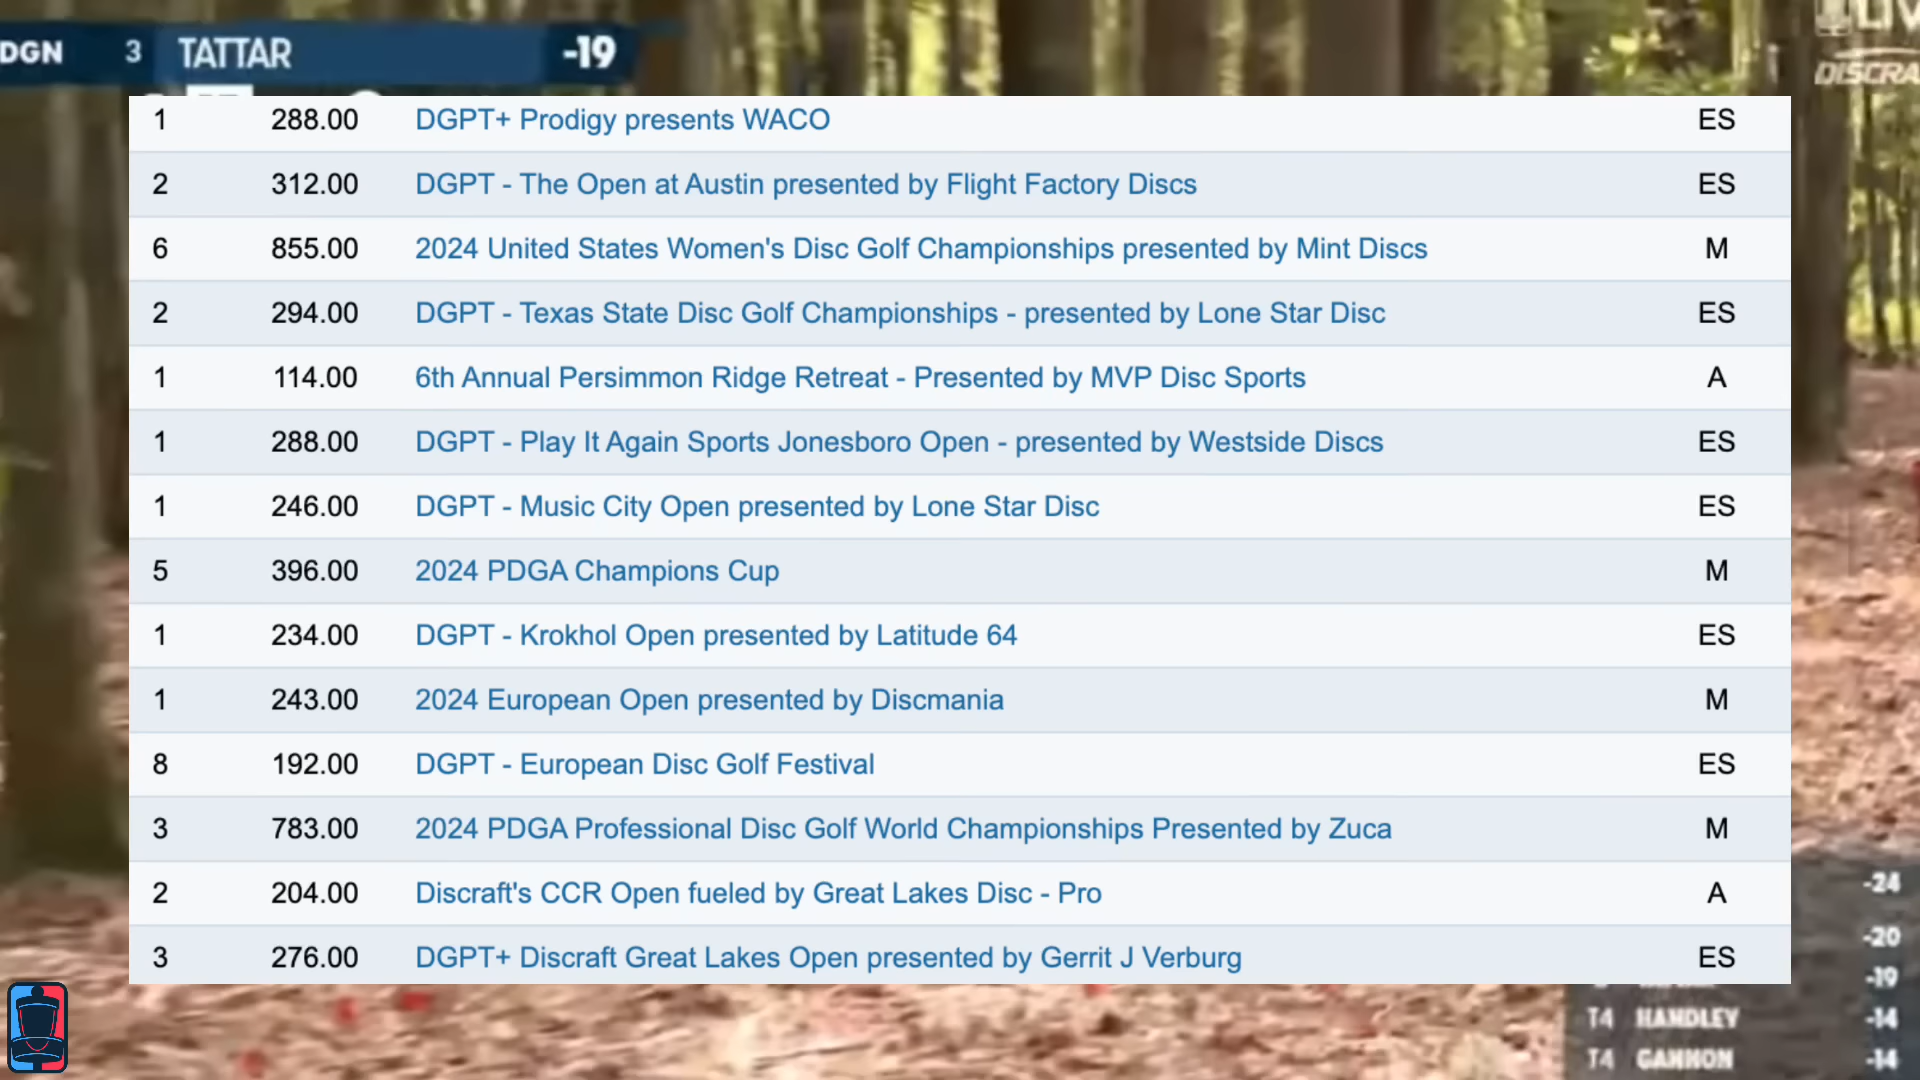 DGN 3 TATTAR -19
LIV
DISCRA
1 288.00 DGPT+ Prodigy presents WACO ES
2 312.00 DGPT - The Open at Austin presented by Flight Factory Discs ES
6 855.00 2024 United States Women's Disc Golf Championships presented by Mint Discs M
2 294.00 DGPT - Texas State Disc Golf Championships - presented by Lone Star Disc ES
1 114.00 6th Annual Persimmon Ridge Retreat - Presented by MVP Disc Sports A
1 288.00 DGPT - Play It Again Sports Jonesboro Open - presented by Westside Discs ES
1 246.00 DGPT - Music City Open presented by Lone Star Disc ES
5 396.00 2024 PDGA Champions Cup M
1 234.00 DGPT - Krokhol Open presented by Latitude 64 ES
1 243.00 2024 European Open presented by Discmania M
8 192.00 DGPT - European Disc Golf Festival ES
3 783.00 2024 PDGA Professional Disc Golf World Championships Presented by Zuca M
2 204.00 Discraft's CCR Open fueled by Great Lakes Disc - Pro A
3 276.00 DGPT+ Discraft Great Lakes Open presented by Gerrit J Verburg ES
-24
-20
-19
T4 HANDLEY -14
T4 GANNON -14